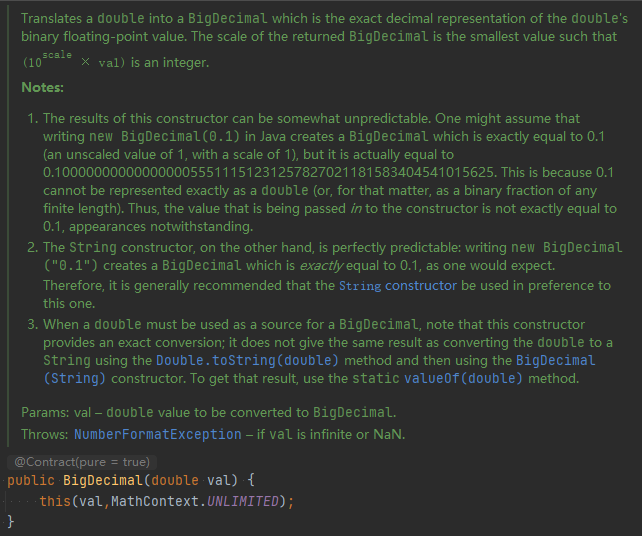 Translates a double into a BigDecimal which is the exact decimal representation of the double's
binary floating-point value. The scale of the returned BigDecimal is the smallest value such that
(10scale × val) is an integer.
Notes:
1. The results of this constructor can be somewhat unpredictable. One might assume that
writing new BigDecimal(0.1) in Java creates a BigDecimal which is exactly equal to 0.1
(an unscaled value of 1, with a scale of 1), but it is actually equal to
0.1000000000000000055511151231257827021181583404541015625. This is because 0.1
cannot be represented exactly as a double (or, for that matter, as a binary fraction of any
finite length). Thus, the value that is being passed in to the constructor is not exactly equal to
0.1, appearances notwithstanding.
2. The String constructor, on the other hand, is perfectly predictable: writing new BigDecimal
("0.1") creates a BigDecimal which is exactly equal to 0.1, as one would expect.
Therefore, it is generally recommended that the String constructor be used in preference to
this one.
3. When a double must be used as a source for a BigDecimal, note that this constructor
provides an exact conversion; it does not give the same result as converting the double to a
String using the Double.toString(double) method and then using the BigDecimal
(String) constructor. To get that result, use the static valueOf(double) method.
Params: val – double value to be converted to BigDecimal.
Throws: NumberFormatException – if val is infinite or NaN.
@Contract(pure = true)
public BigDecimal(double val) {
this(val,MathContext.UNLIMITED);
}